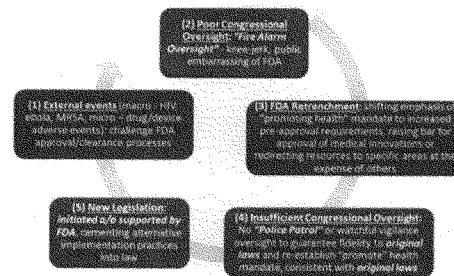 (2) Poor Congressional
Oversight: "Fire Alarm
Oversight" - knee-jerk, public
embarrassing of FDA
(1) External events (macro - HIV,
ebola, MRSA, micro - drug/device
adverse events): challenge FDA
approval/clearance processes
(3) FDA Retrenchment: shifting emphasis of
"promoting health" mandate to increased
pre-approval requirements, raising bar for
approval of medical innovations or
redirecting resources to specific areas at the
expense of others
(5) New Legislation:
initiated a/o supported by
FDA, cementing alternative
implementation practices
into law
(4) Insufficient Congressional Oversight:
No "Police Patrol" or watchful vigilance
oversight to guarantee fidelity to original
laws and re-establish "promote" health
mandate, consistent with original laws